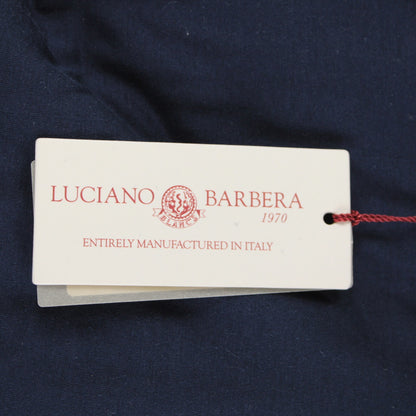 LUCIANO BARBERA
1970
ENTIRELY MANUFACTURED IN ITALY